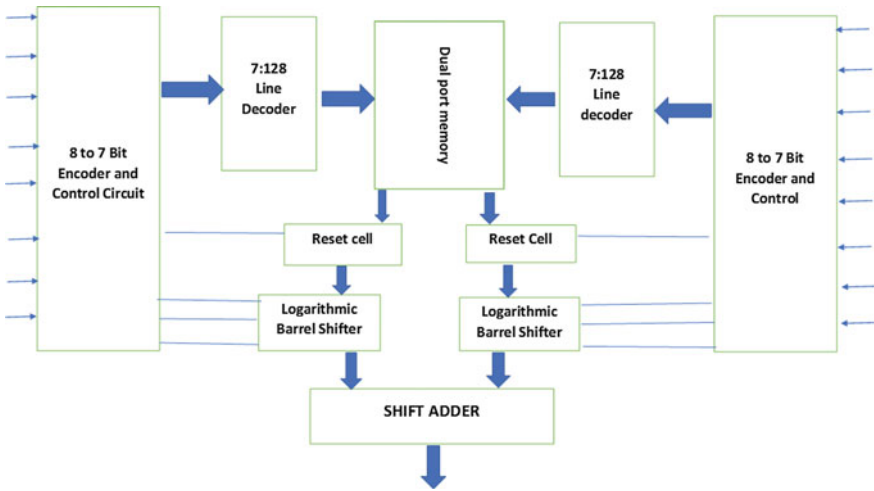 8 to 7 Bit
Encoder and
Control Circuit
7:128
Line
Decoder
Dual port memory
7:128
Line
decoder
8 to 7 Bit
Encoder and
Control
Reset cell
Reset Cell
Logarithmic
Barrel Shifter
Logarithmic
Barrel Shifter
SHIFT ADDER